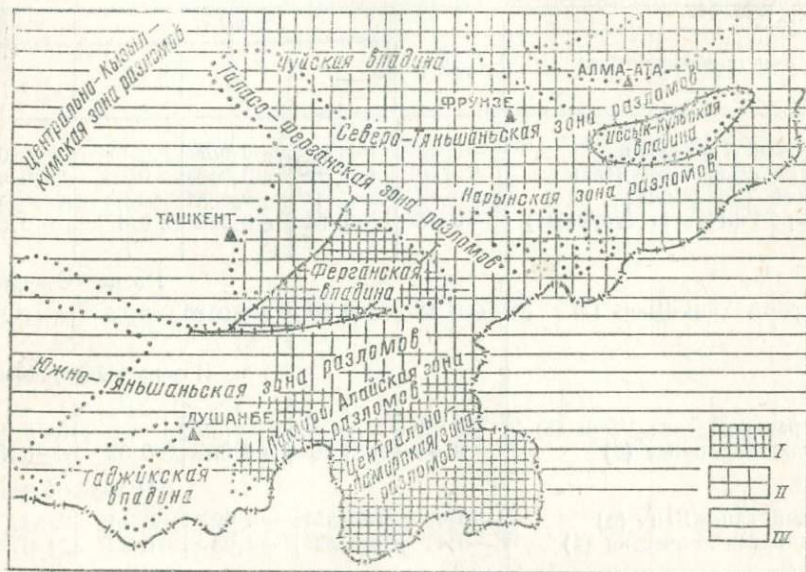 Центрально-Кызыл-
кумская зона разломов
Таласо-Ферганская зона разломов
Чуйская впадина
АЛМА-АТА
ФРУНЗЕ
Северо-Тяньшаньская зона разломов
Иссык-кульская
впадина
Нарынская зона разломов
ТАШКЕНТ
Ферганская
впадина
Южно-Тяньшаньская зона разломов
ДУШАНБЕ
Алайская зона
разломов
Центрально-
Памирская зона
разломов
Таджикская
впадина
I
II
IV